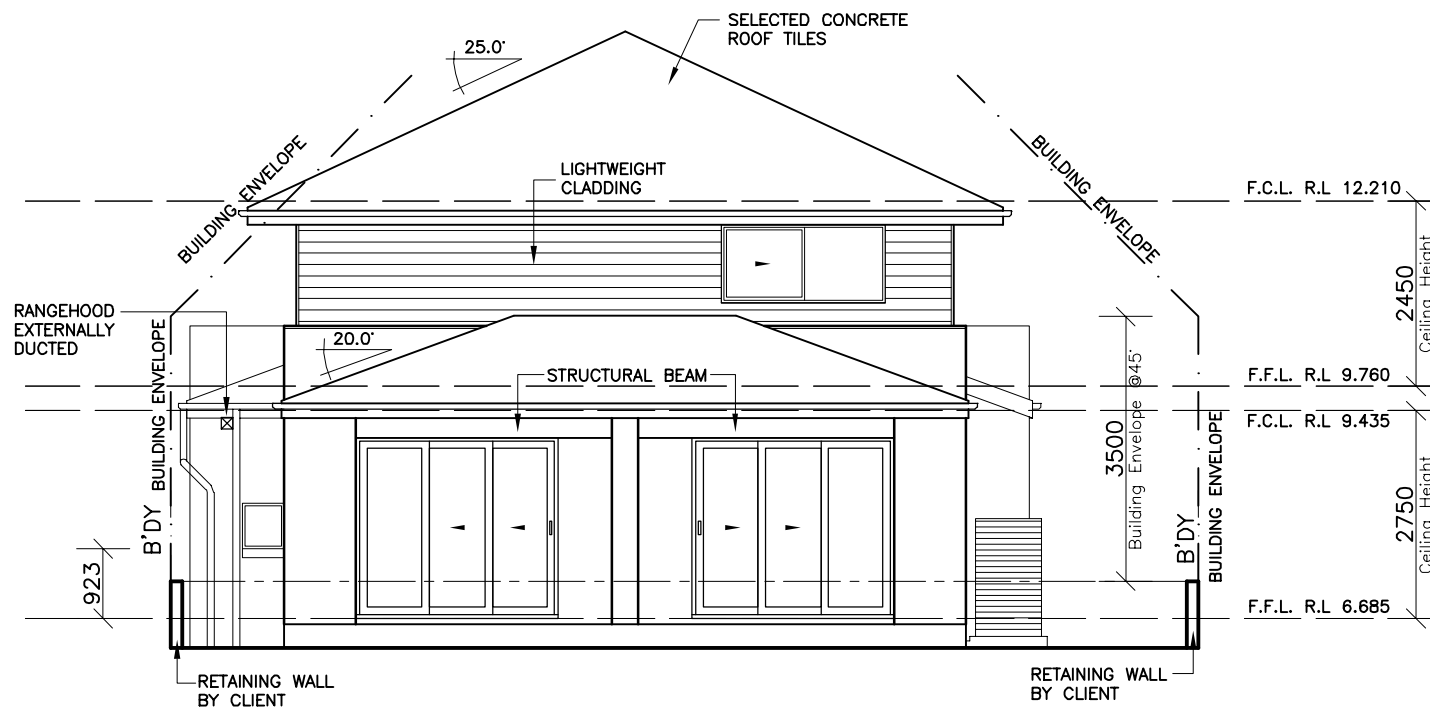 SELECTED CONCRETE
ROOF TILES
25.0°
BUILDING ENVELOPE
BUILDING ENVELOPE
LIGHTWEIGHT
CLADDING
F.C.L. R.L 12.210
2450
Ceiling Height
RANGEHOOD
EXTERNALLY
DUCTED
20.0°
STRUCTURAL BEAM
F.F.L. R.L 9.760
F.C.L. R.L 9.435
BUILDING ENVELOPE
B'DY
3500
Building Envelope @45°
B'DY
BUILDING ENVELOPE
2750
Ceiling Height
923
F.F.L. R.L 6.685
RETAINING WALL
BY CLIENT
RETAINING WALL
BY CLIENT